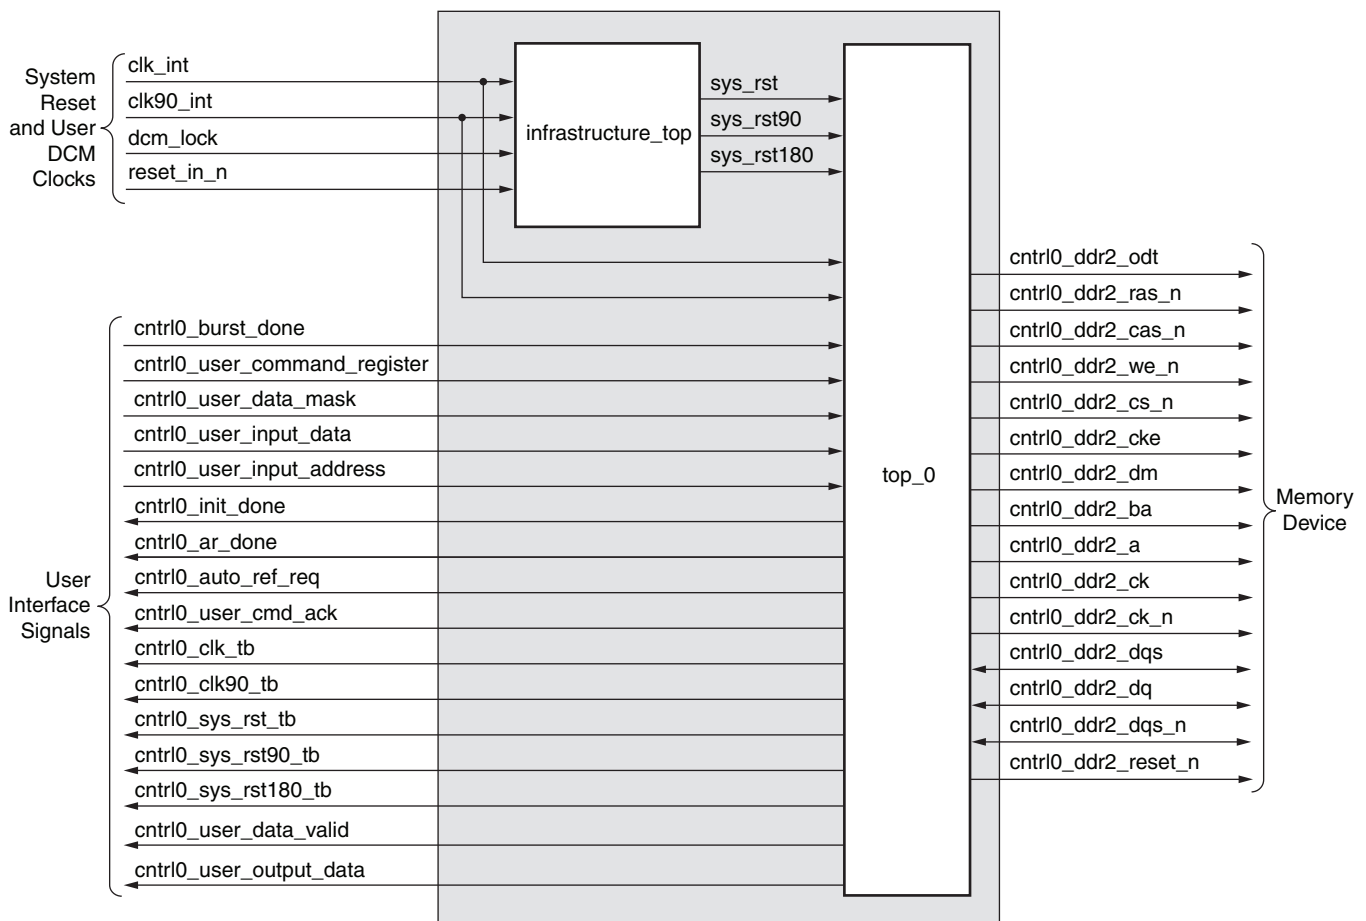 System
Reset
and User
DCM
Clocks
clk_int
clk90_int
dcm_lock
reset_in_n
infrastructure_top
sys_rst
sys_rst90
sys_rst180
User
Interface
Signals
cntrl0_burst_done
cntrl0_user_command_register
cntrl0_user_data_mask
cntrl0_user_input_data
cntrl0_user_input_address
cntrl0_init_done
cntrl0_ar_done
cntrl0_auto_ref_req
cntrl0_user_cmd_ack
cntrl0_clk_tb
cntrl0_clk90_tb
cntrl0_sys_rst_tb
cntrl0_sys_rst90_tb
cntrl0_sys_rst180_tb
cntrl0_user_data_valid
cntrl0_user_output_data
top_0
cntrl0_ddr2_odt
cntrl0_ddr2_ras_n
cntrl0_ddr2_cas_n
cntrl0_ddr2_we_n
cntrl0_ddr2_cs_n
cntrl0_ddr2_cke
cntrl0_ddr2_dm
cntrl0_ddr2_ba
cntrl0_ddr2_a
cntrl0_ddr2_ck
cntrl0_ddr2_ck_n
cntrl0_ddr2_dqs
cntrl0_ddr2_dq
cntrl0_ddr2_dqs_n
cntrl0_ddr2_reset_n
Memory
Device